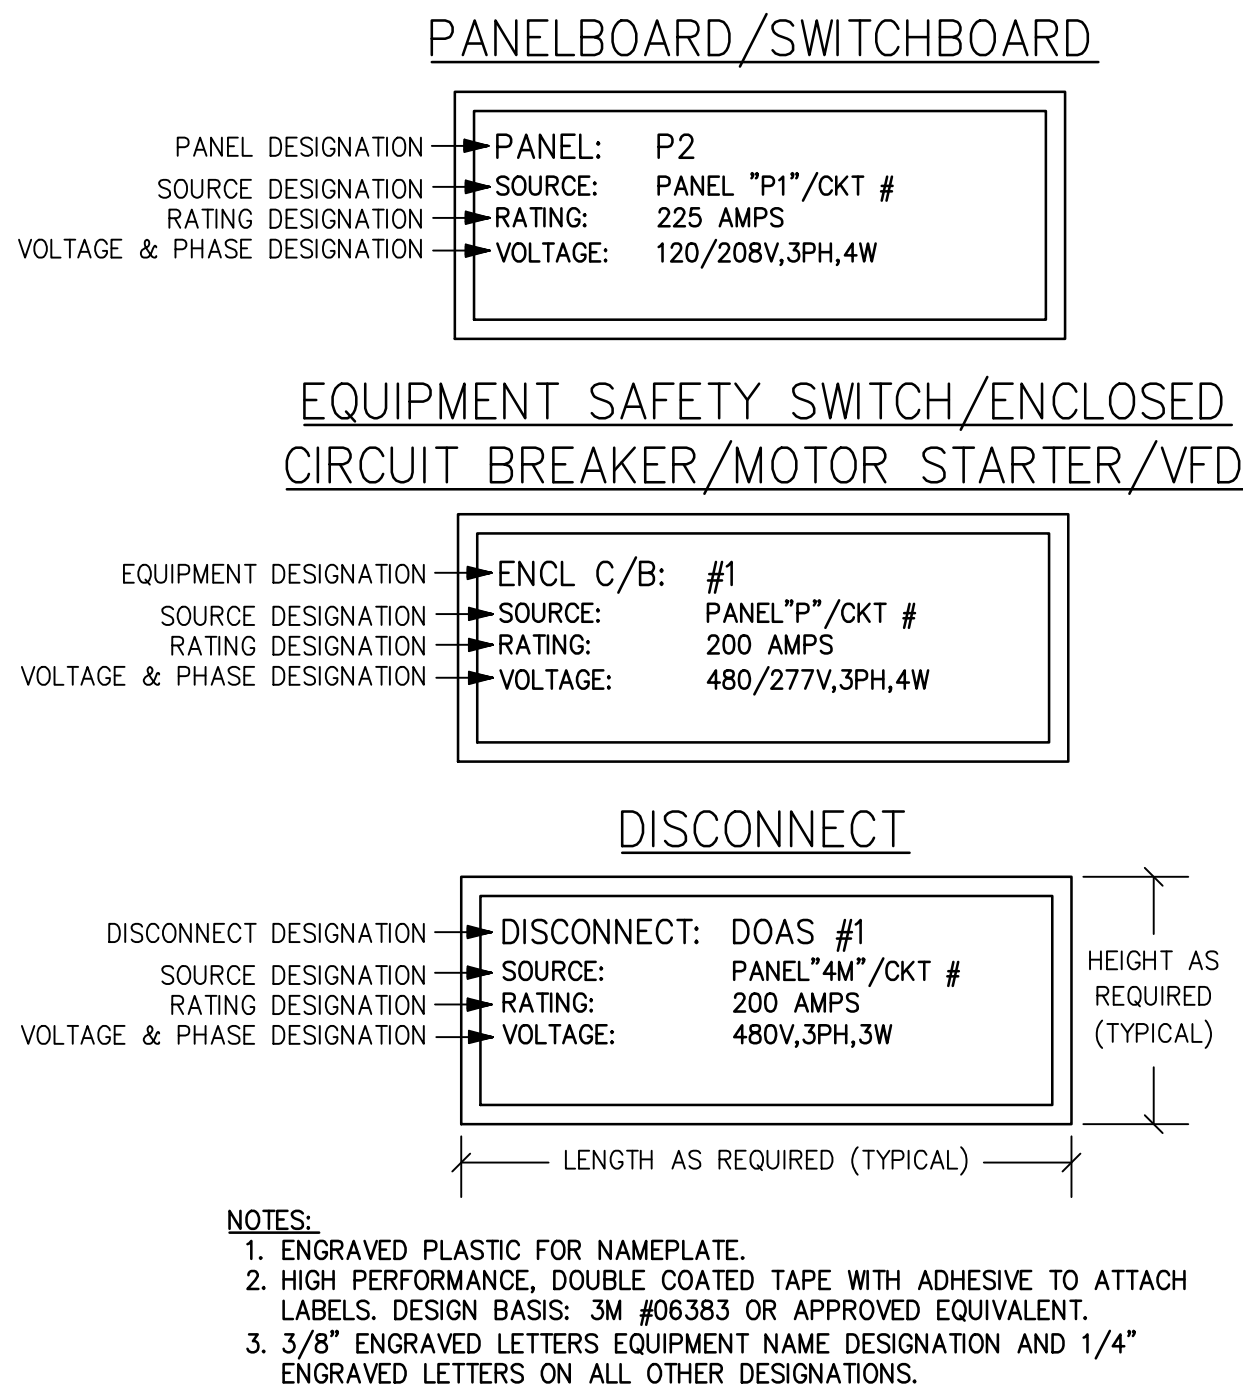 PANELBOARD/SWITCHBOARD
PANEL DESIGNATION PANEL: P2
SOURCE DESIGNATION SOURCE: PANEL ”P1”/CKT #
RATING DESIGNATION RATING: 225 AMPS
VOLTAGE & PHASE DESIGNATION VOLTAGE: 120/208V,3PH,4W
EQUIPMENT SAFETY SWITCH/ENCLOSED
CIRCUIT BREAKER/MOTOR STARTER/VFD
EQUIPMENT DESIGNATION ENCL C/B: #1
SOURCE DESIGNATION SOURCE: PANEL”P”/CKT #
RATING DESIGNATION RATING: 200 AMPS
VOLTAGE & PHASE DESIGNATION VOLTAGE: 480/277V,3PH,4W
DISCONNECT
DISCONNECT DESIGNATION DISCONNECT: DOAS #1
SOURCE DESIGNATION SOURCE: PANEL”4M”/CKT #
RATING DESIGNATION RATING: 200 AMPS
VOLTAGE & PHASE DESIGNATION VOLTAGE: 480V,3PH,3W
HEIGHT AS
REQUIRED
(TYPICAL)
LENGTH AS REQUIRED (TYPICAL)
NOTES:
1. ENGRAVED PLASTIC FOR NAMEPLATE.
2. HIGH PERFORMANCE, DOUBLE COATED TAPE WITH ADHESIVE TO ATTACH
LABELS. DESIGN BASIS: 3M #06383 OR APPROVED EQUIVALENT.
3. 3/8” ENGRAVED LETTERS EQUIPMENT NAME DESIGNATION AND 1/4”
ENGRAVED LETTERS ON ALL OTHER DESIGNATIONS.